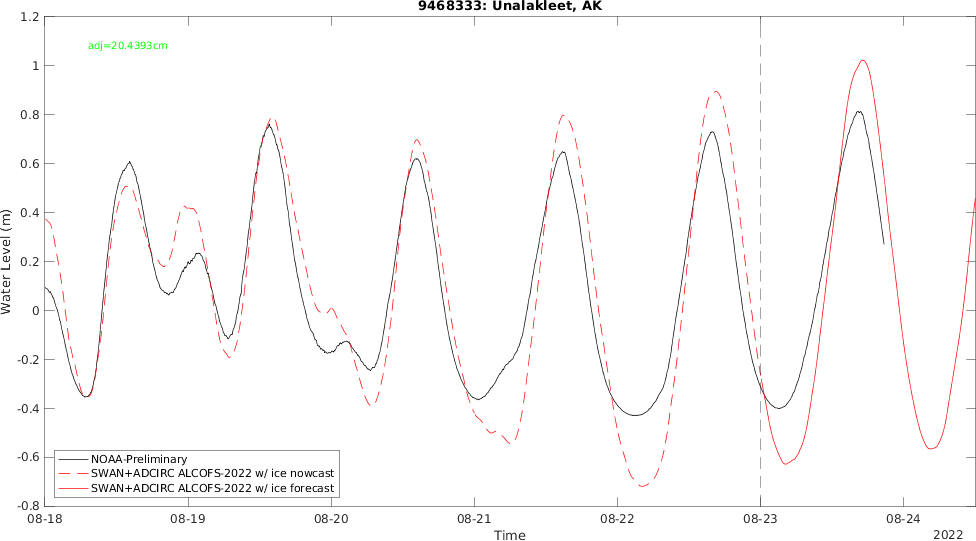 9468333: Unalakleet, AK
adj=20.4393cm
Water Level (m)
1.2
1
0.8
0.6
0.4
0.2
0
-0.2
-0.4
-0.6
-0.8
NOAA-Preliminary
SWAN+ADCIRC ALCOFS-2022 w/ ice nowcast
SWAN+ADCIRC ALCOFS-2022 w/ ice forecast
08-18 08-19 08-20 08-21 08-22 08-23 08-24
Time
2022